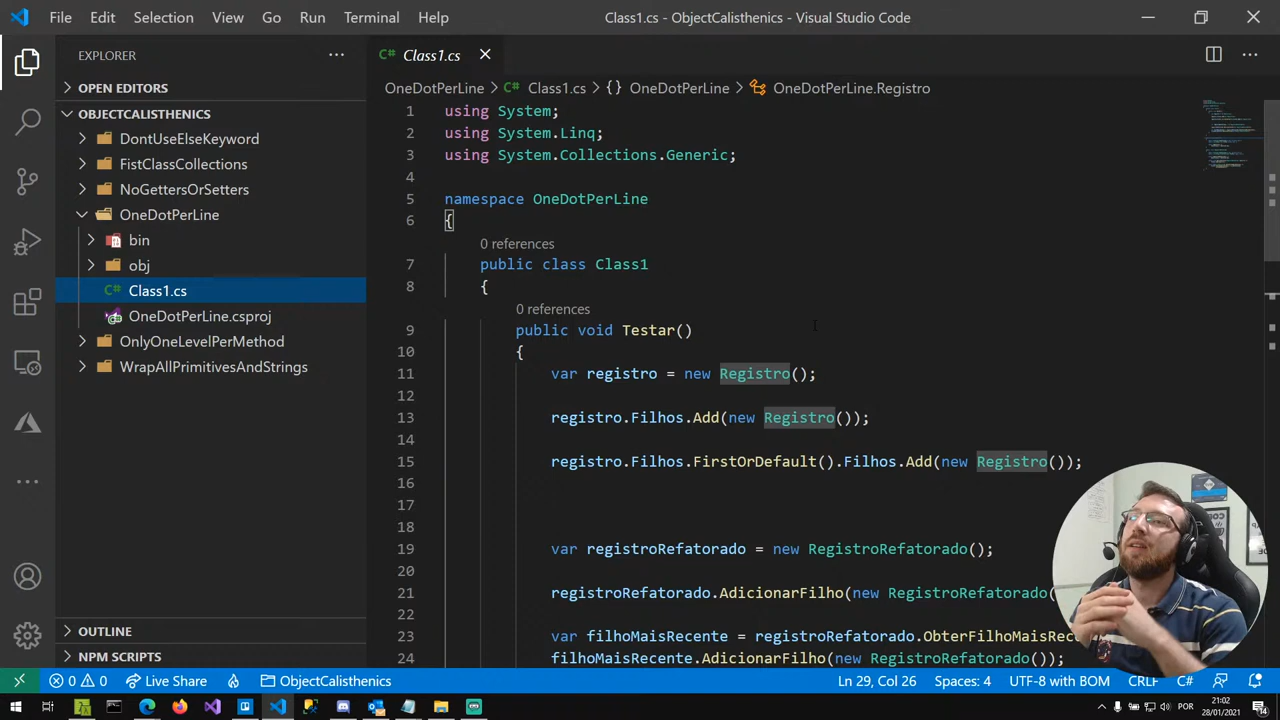 File Edit Selection View Go Run Terminal Help Class1.cs - ObjectCalisthenics - Visual Studio Code
EXPLORER
OPEN EDITORS
OBJECTCALISTHENICS
DontUseElseKeyword
FistClassCollections
NoGettersOrSetters
OneDotPerLine
bin
obj
Class1.cs
OneDotPerLine.csproj
OnlyOneLevelPerMethod
WrapAllPrimitivesAndStrings
OUTLINE
NPM SCRIPTS
C# Class1.cs
OneDotPerLine > C# Class1.cs > {} OneDotPerLine > OneDotPerLine.Registro
1 using System;
2 using System.Linq;
3 using System.Collections.Generic;
4
5 namespace OneDotPerLine
6 {
0 references
7 public class Class1
8 {
0 references
9 public void Testar()
10 {
11 var registro = new Registro();
12
13 registro.Filhos.Add(new Registro());
14
15 registro.Filhos.FirstOrDefault().Filhos.Add(new Registro());
16
17
18
19 var registroRefatorado = new RegistroRefatorado();
20
21 registroRefatorado.AdicionarFilho(new RegistroRefatorado(
22
23 var filhoMaisRecente = registroRefatorado.ObterFilhoMaisRec
24 filhoMaisRecente.AdicionarFilho(new RegistroRefatorado());
0 0 Live Share ObjectCalisthenics Ln 29, Col 26 Spaces: 4 UTF-8 with BOM CRLF C#
POR 21:02
28/01/2021
14